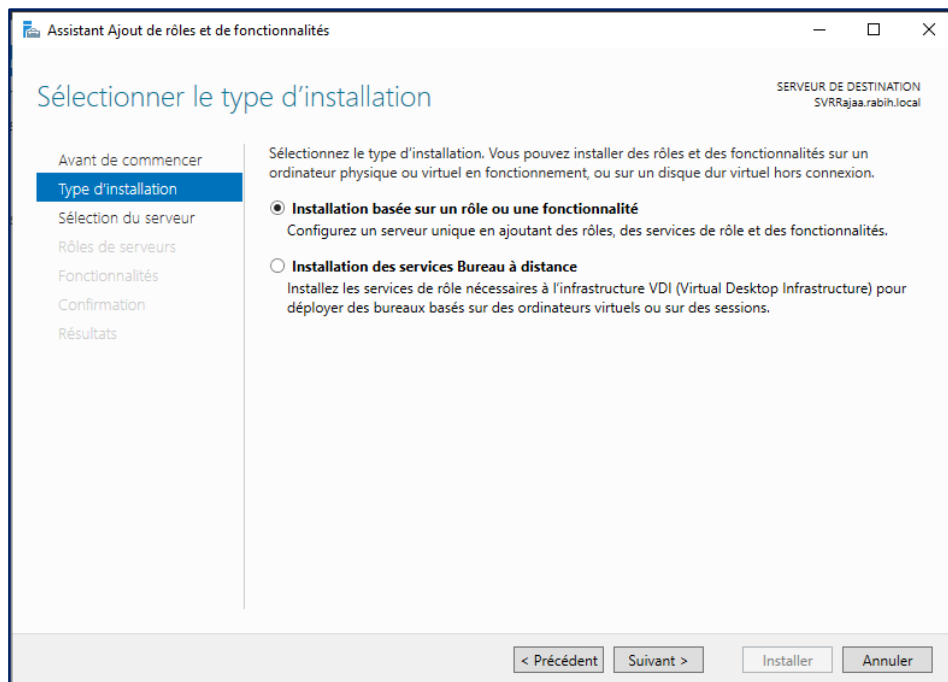 Assistant Ajout de rôles et de fonctionnalités
Sélectionner le type d’installation
SERVEUR DE DESTINATION
SVRRajaa.rabih.local
Avant de commencer
Type d’installation
Sélection du serveur
Rôles de serveurs
Fonctionnalités
Confirmation
Résultats
Sélectionnez le type d’installation. Vous pouvez installer des rôles et des fonctionnalités sur un
ordinateur physique ou virtuel en fonctionnement, ou sur un disque dur virtuel hors connexion.
Installation basée sur un rôle ou une fonctionnalité
Configurez un serveur unique en ajoutant des rôles, des services de rôle et des fonctionnalités.
Installation des services Bureau à distance
Installez les services de rôle nécessaires à l’infrastructure VDI (Virtual Desktop Infrastructure) pour
déployer des bureaux basés sur des ordinateurs virtuels ou sur des sessions.
< Précédent
Suivant >
Installer
Annuler